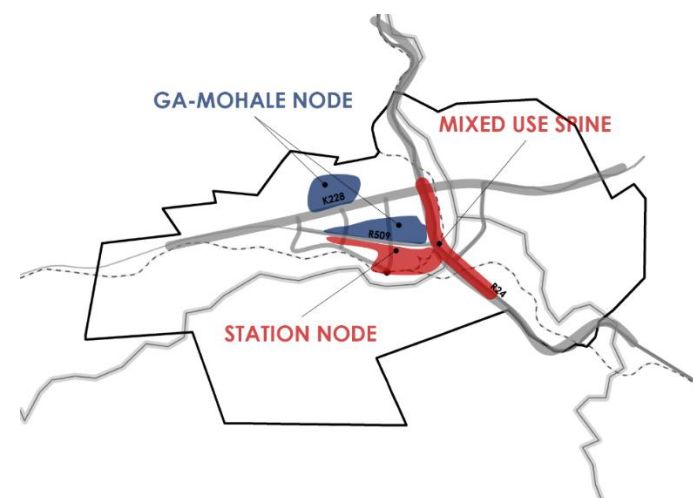 GA-MOHALE NODE
MIXED USE SPINE
K228
R509
R24
STATION NODE